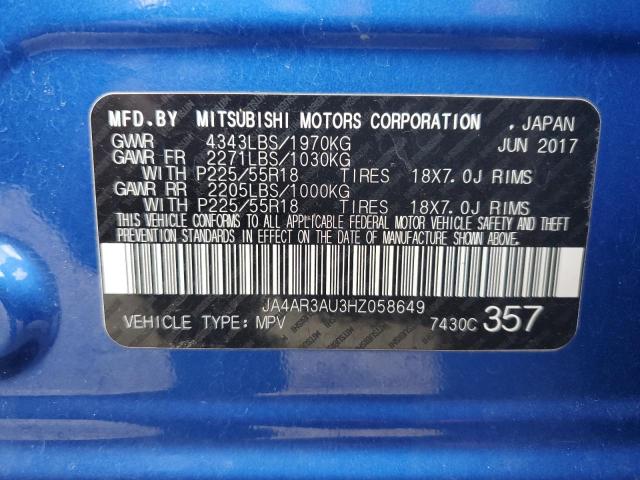 MFD.BY MITSUBISHI MOTORS CORPORATION , JAPAN
GVWR 4343LBS/1970KG JUN 2017
GAWR FR 2271LBS/1030KG
WITH P225/55R18 TIRES 18X7.0J RIMS
GAWR RR 2205LBS/1000KG
WITH P225/55R18 TIRES 18X7.0J RIMS
THIS VEHICLE CONFORMS TO ALL APPLICABLE FEDERAL MOTOR VEHICLE SAFETY AND THEFT
PREVENTION STANDARDS IN EFFECT ON THE DATE OF MANUFACTURE SHOWN ABOVE.
JA4AR3AU3HZ058649
VEHICLE TYPE: MPV 7430C 357